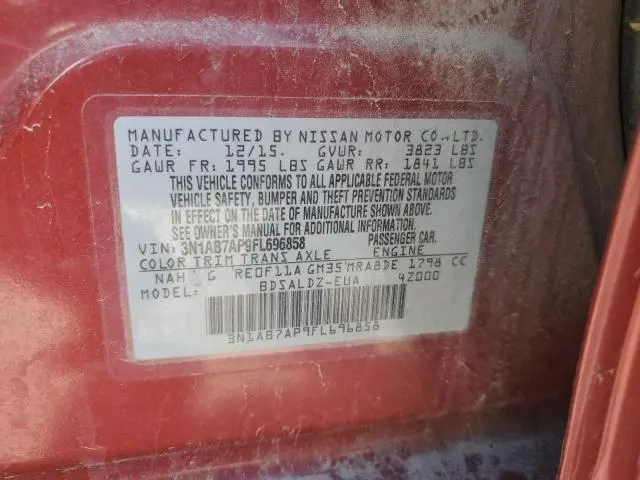 MANUFACTURED BY NISSAN MOTOR CO.,LTD.
DATE: 12/15. GVWR: 3823 LBS
GAWR FR: 1995 LBS GAWR RR: 1841 LBS
THIS VEHICLE CONFORMS TO ALL APPLICABLE FEDERAL MOTOR
VEHICLE SAFETY, BUMPER AND THEFT PREVENTION STANDARDS
IN EFFECT ON THE DATE OF MANUFACTURE SHOWN ABOVE.
SEE OWNER'S MANUAL FOR ADDITIONAL INFORMATION.
VIN: 3N1AB7AP9FL696858 PASSENGER CAR.
COLOR TRIM TRANS AXLE ENGINE
NAH G RE0F11A GM35 MRA8DE 1798 CC
MODEL: BDSALDZ-EUA 4Z000
3N1AB7AP9FL696858